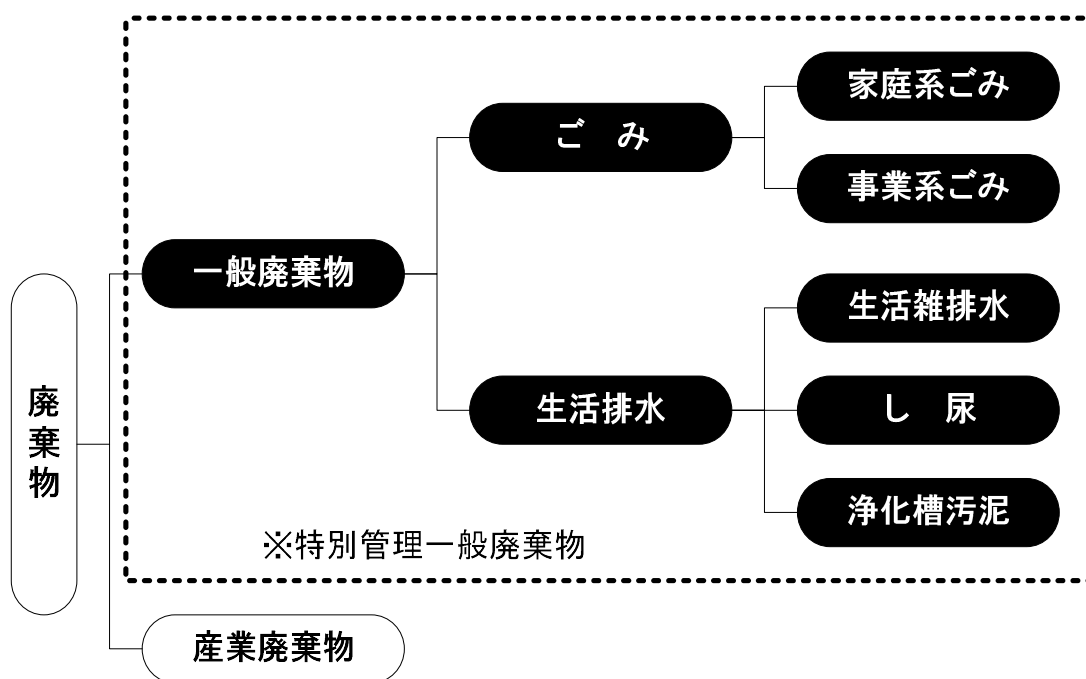 廃棄物
一般廃棄物
ご　み
家庭系ごみ
事業系ごみ
生活排水
生活雑排水
し　尿
浄化槽汚泥
※特別管理一般廃棄物
産業廃棄物